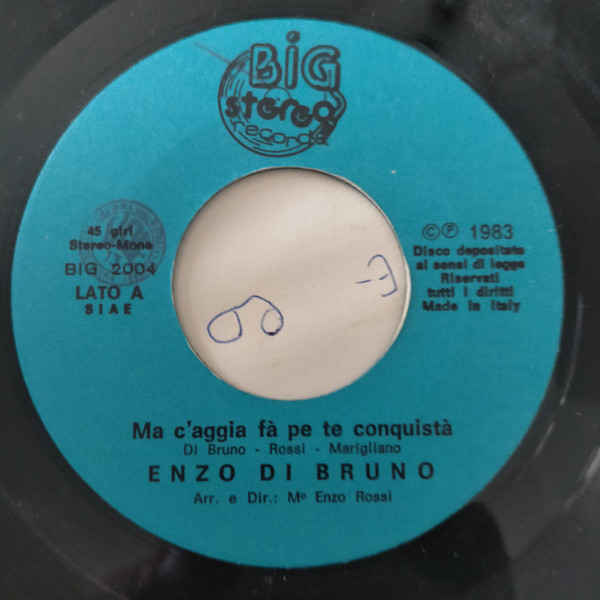 BIG
stereo
records
45 giri
Stereo-Mono
BIG 2004
LATO A
SIAE
©℗ 1983
Disco depositato
ai sensi di legge
Riservati
tutti i diritti
Made in Italy
Ma c'aggia fà pe te conquistà
Di Bruno - Rossi - Marigliano
ENZO DI BRUNO
Arr. e Dir.: Mº Enzo Rossi